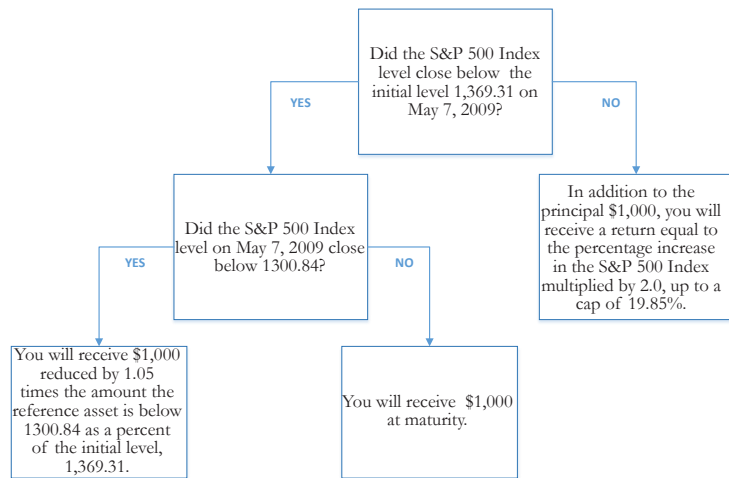 Did the S&P 500 Index
level close below the
initial level 1,369.31 on
May 7, 2009?
YES
NO
Did the S&P 500 Index
level on May 7, 2009 close
below 1300.84?
In addition to the
principal $1,000, you will
receive a return equal to
the percentage increase
in the S&P 500 Index
multiplied by 2.0, up to a
cap of 19.85%.
YES
NO
You will receive $1,000
reduced by 1.05
times the amount the
reference asset is below
1300.84 as a percent
of the initial level,
1,369.31.
You will receive $1,000
at maturity.